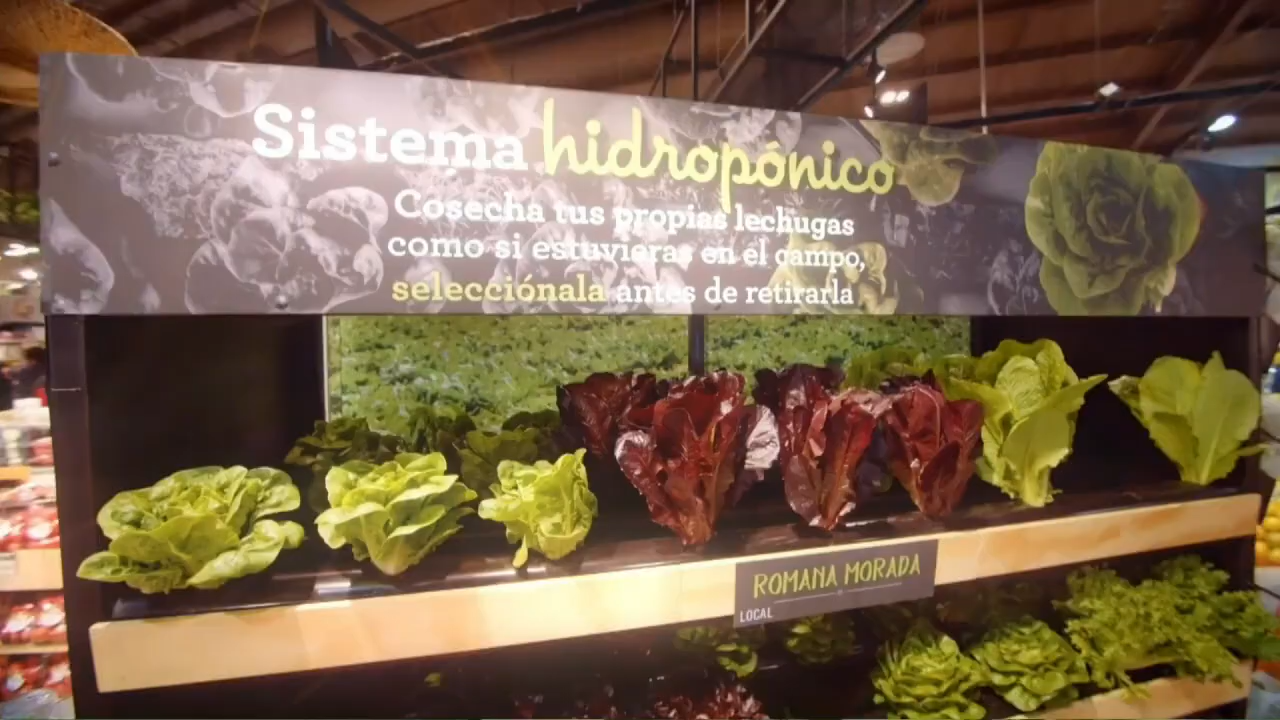 Sistema hidropónico
Cosecha tus propias lechugas
como si estuvieras en el campo,
selecciónala antes de retirarla
ROMANA MORADA
LOCAL